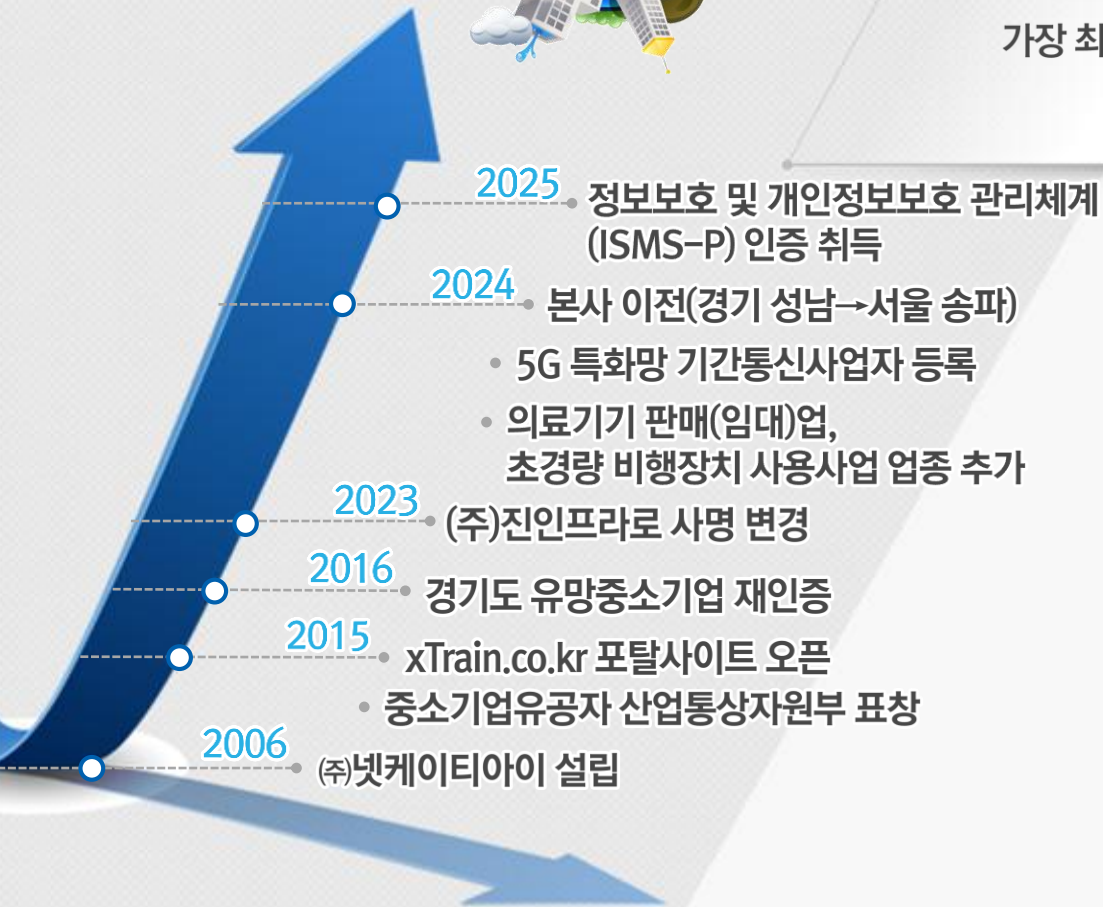 가장 최
2025
정보보호 및 개인정보보호 관리체계
(ISMS-P) 인증 취득
2024
본사 이전(경기 성남→서울 송파)
5G 특화망 기간통신사업자 등록
의료기기 판매(임대)업,
초경량 비행장치 사용사업 업종 추가
2023
(주)진인프라로 사명 변경
2016
경기도 유망중소기업 재인증
2015
xTrain.co.kr 포탈사이트 오픈
중소기업유공자 산업통상자원부 표창
2006
㈜넷케이티아이 설립